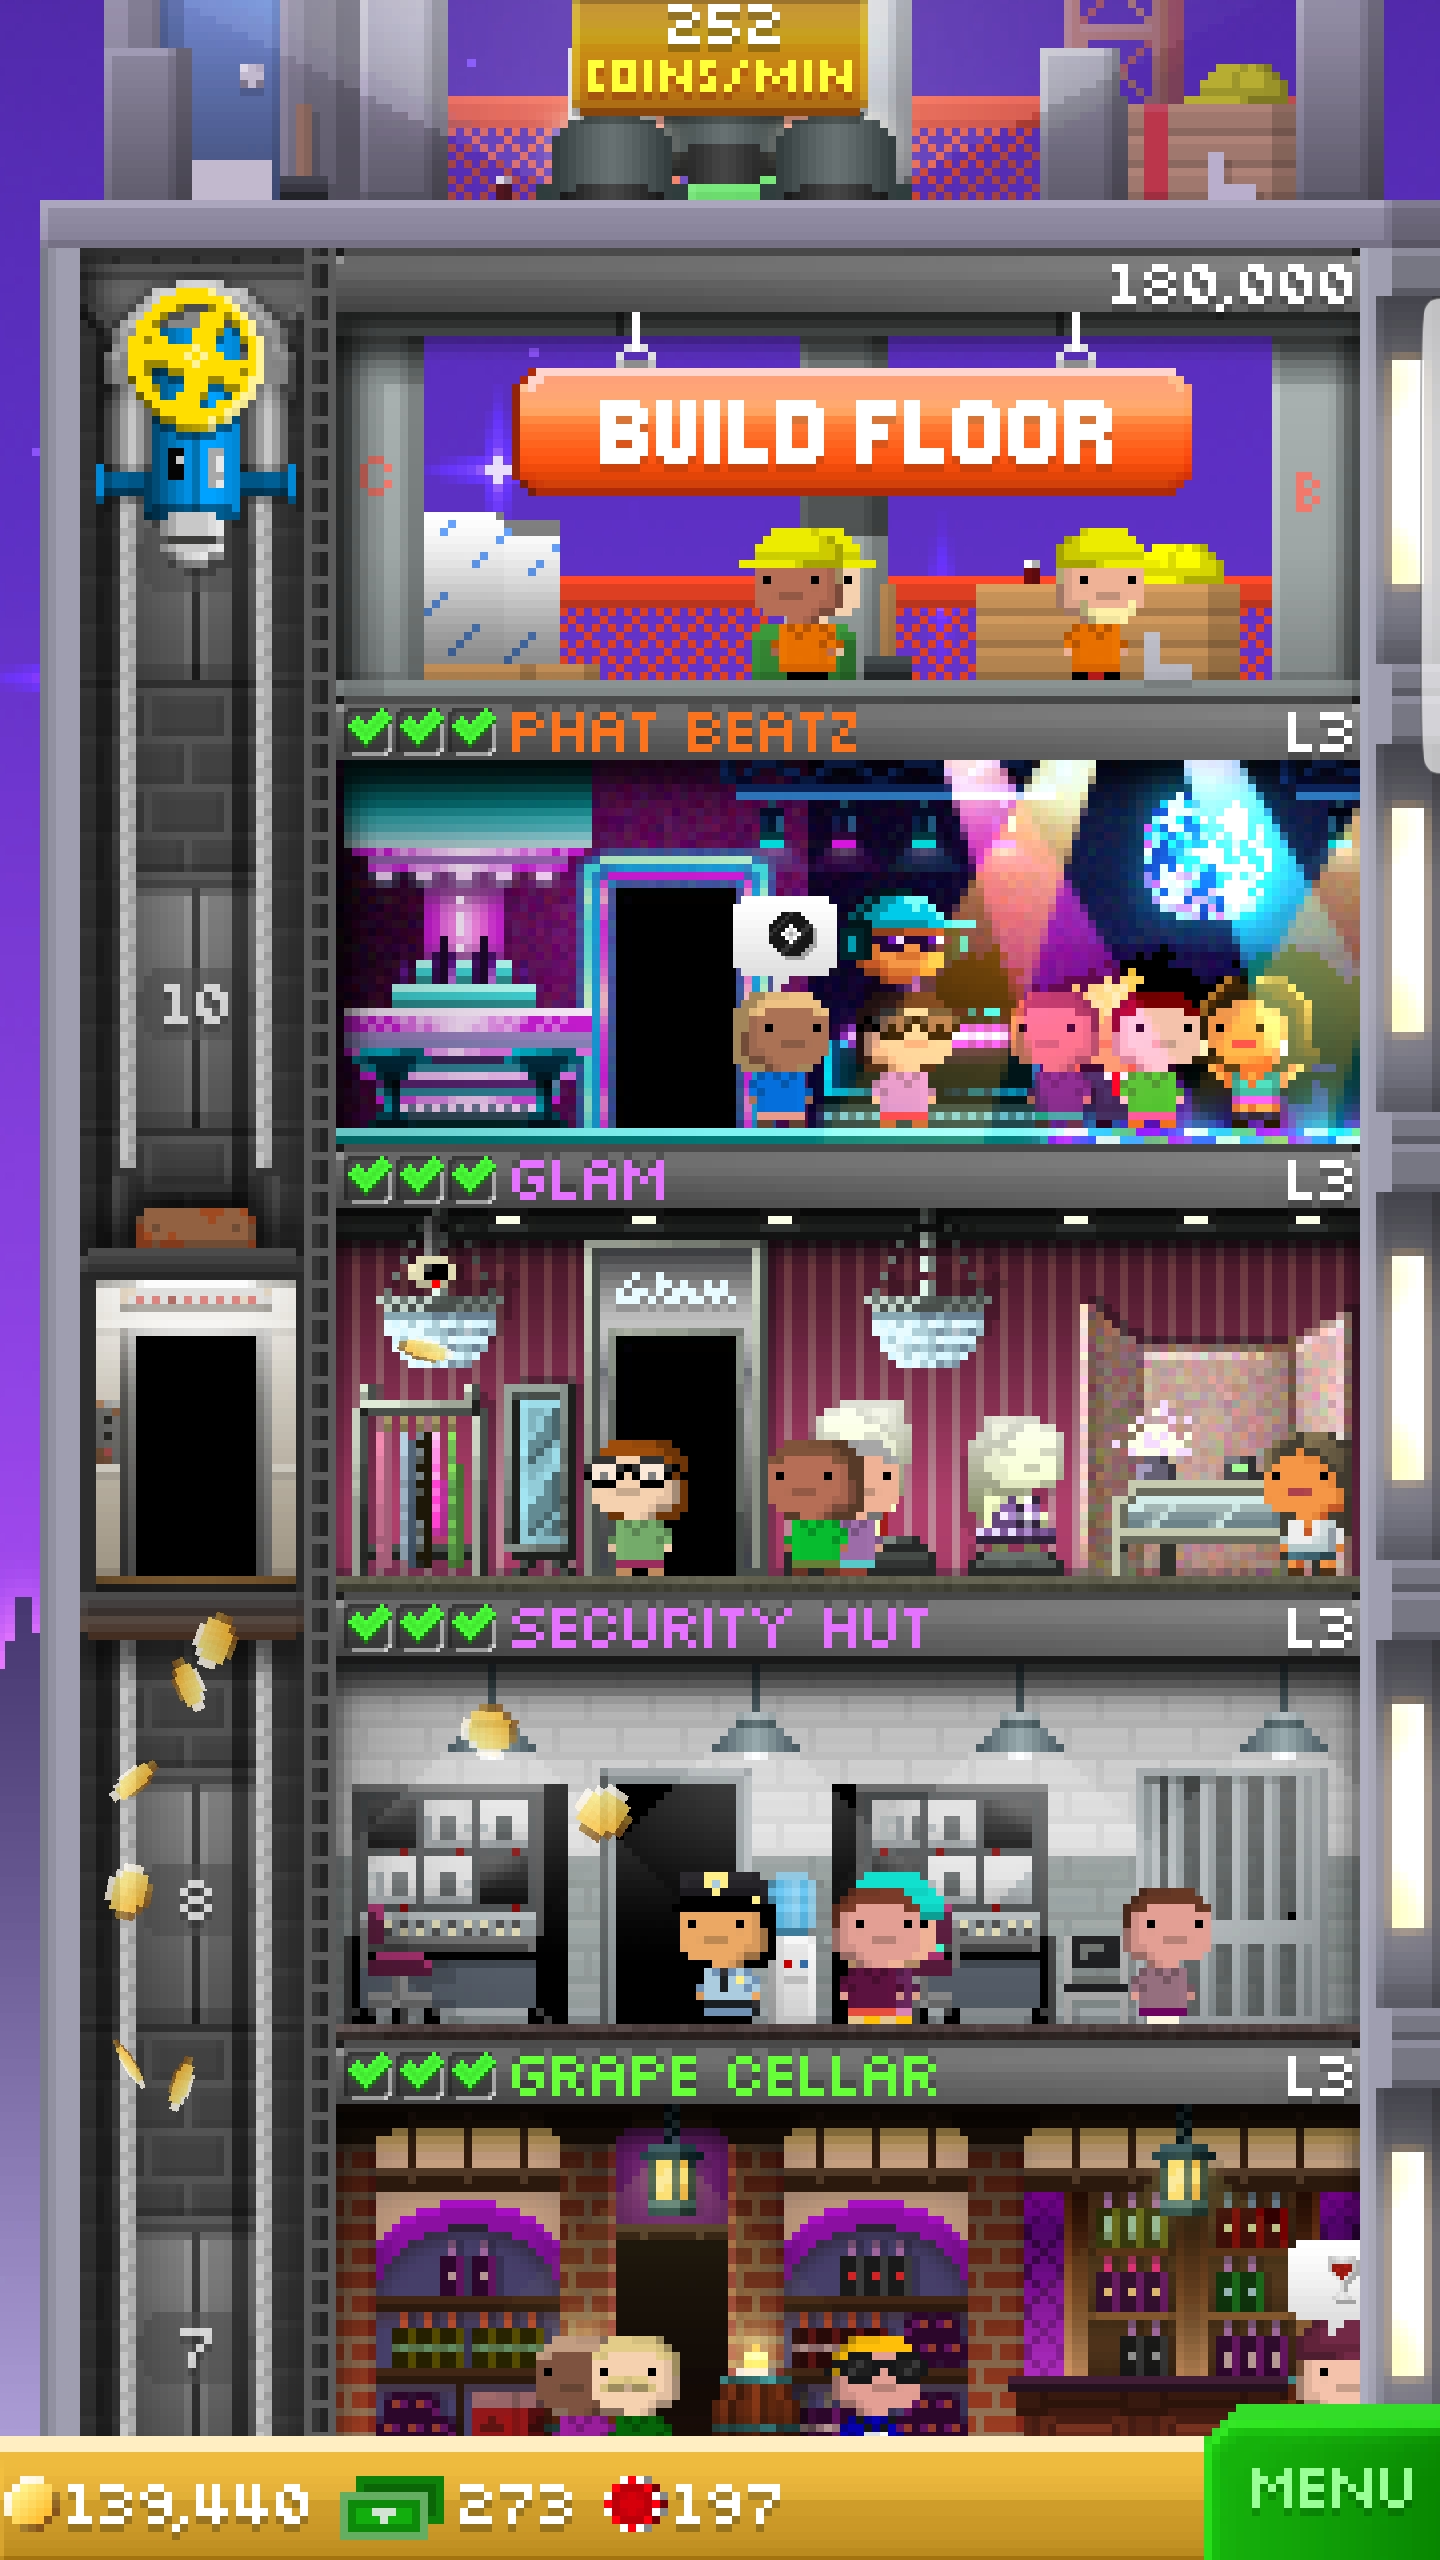 252
COINS/MIN
180,000
BUILD FLOOR
C
B
PHAT BEATZ L3
10
GLAM L3
Glam
SECURITY HUT L3
8
GRAPE CELLAR L3
7
139,440 273 197
MENU